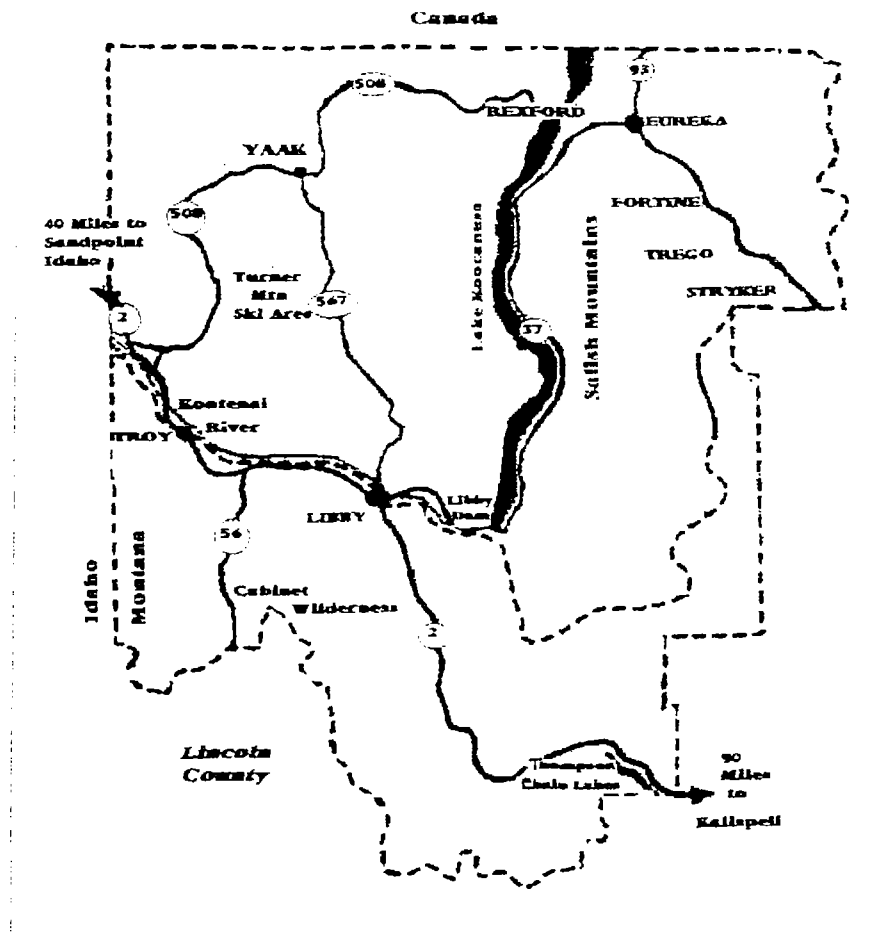 Canada
93
508
REXFORD
EUREKA
YAAK
508
40 Miles to
Sandpoint
Idaho
FORTINE
Lake Koocanusa
Salish Mountains
TREGO
Turner
Mtn
Ski Area
567
STRYKER
2
37
Kootenai
River
TROY
LIBBY
Libby
Dam
56
Idaho
Montana
Cabinet
Wilderness
2
Lincoln
County
Thompson
Chain Lakes
90
Miles
to
Kalispell